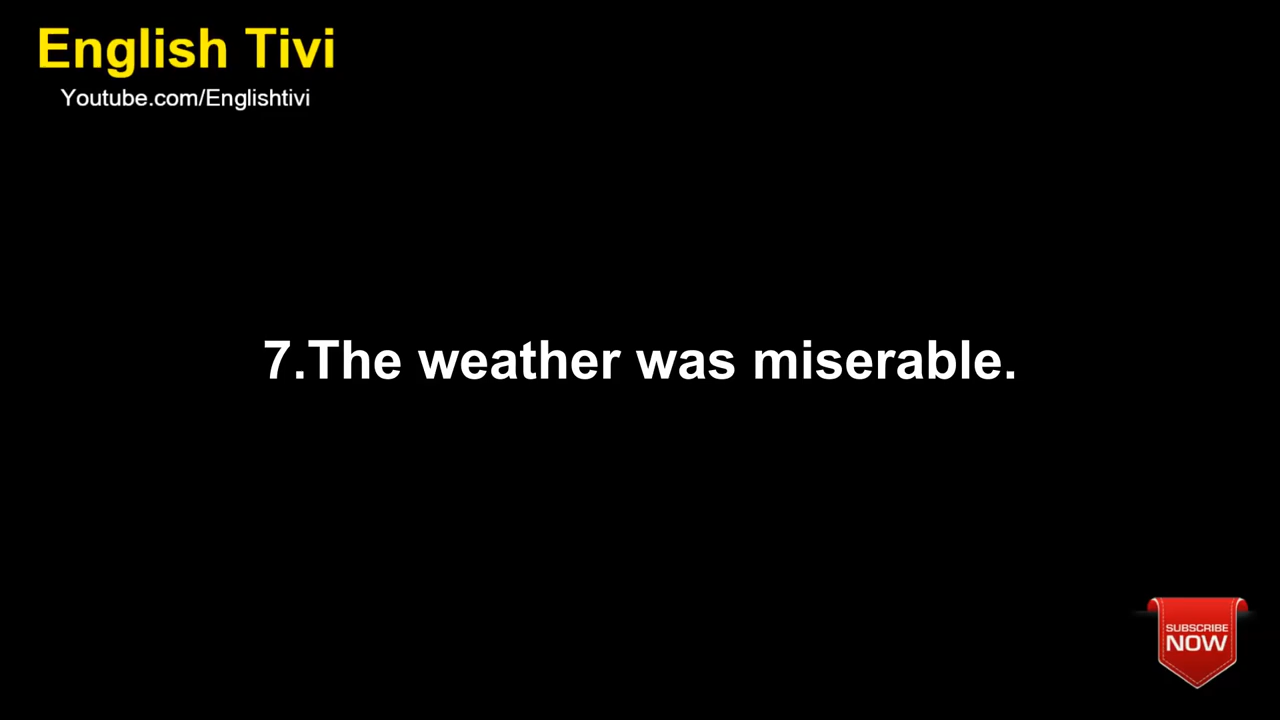 English Tivi
Youtube.com/Englishtivi
7.The weather was miserable.
SUBSCRIBE
NOW